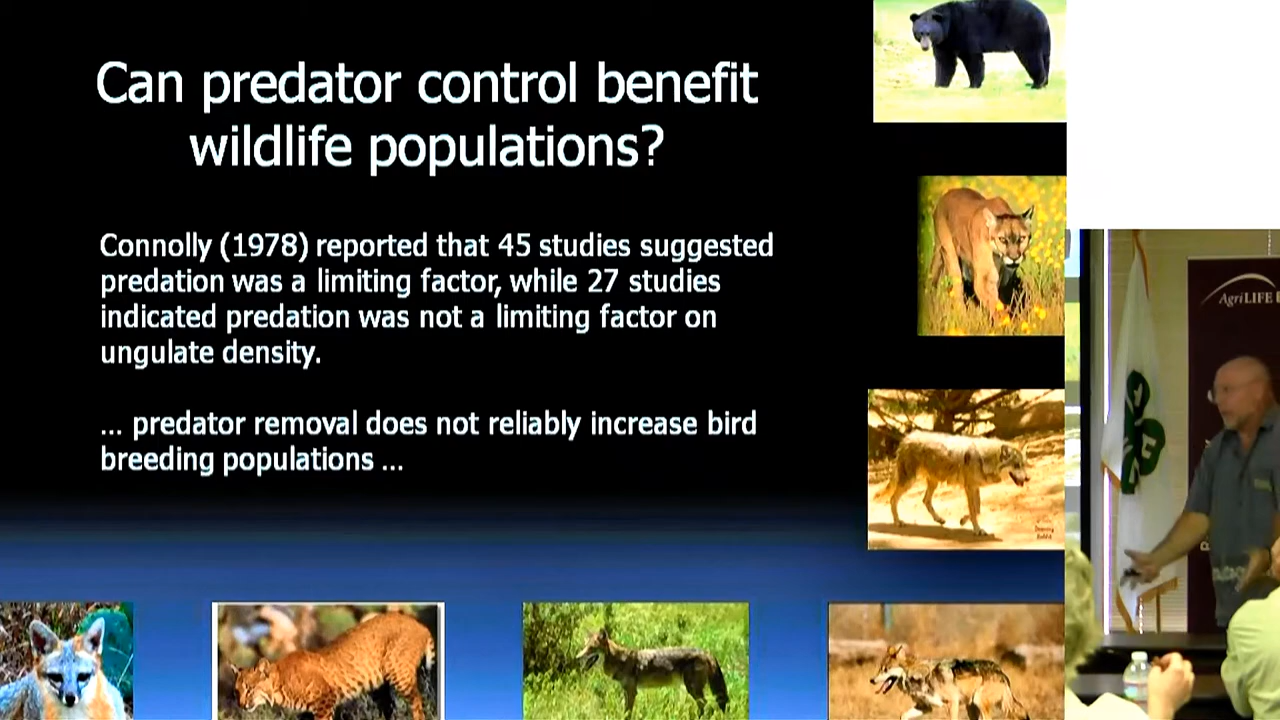 Can predator control benefit
wildlife populations?
Connolly (1978) reported that 45 studies suggested
predation was a limiting factor, while 27 studies
indicated predation was not a limiting factor on
ungulate density.
... predator removal does not reliably increase bird
breeding populations ...
AgriLIFE